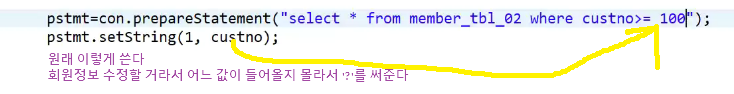 pstmt=con.prepareStatement("select * from member_tbl_02 where custno>= 100");
pstmt.setString(1, custno);
원래 이렇게 쓴다
회원정보 수정할 거라서 어느 값이 들어올지 몰라서 '?'를 써준다